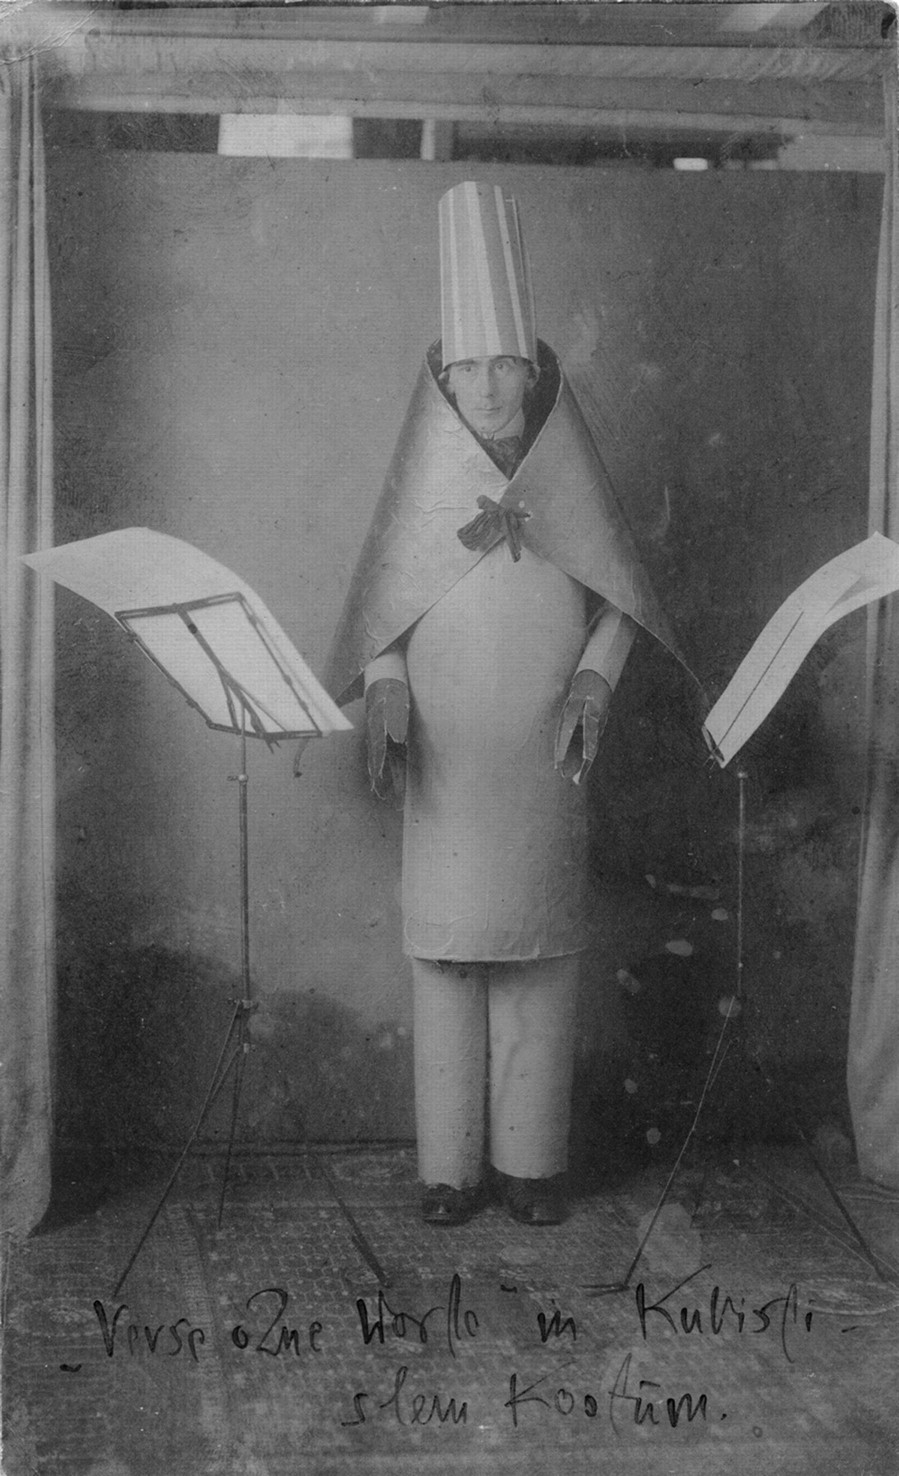 „Verse ohne Worte" in kubisti-
schem Kostüm.